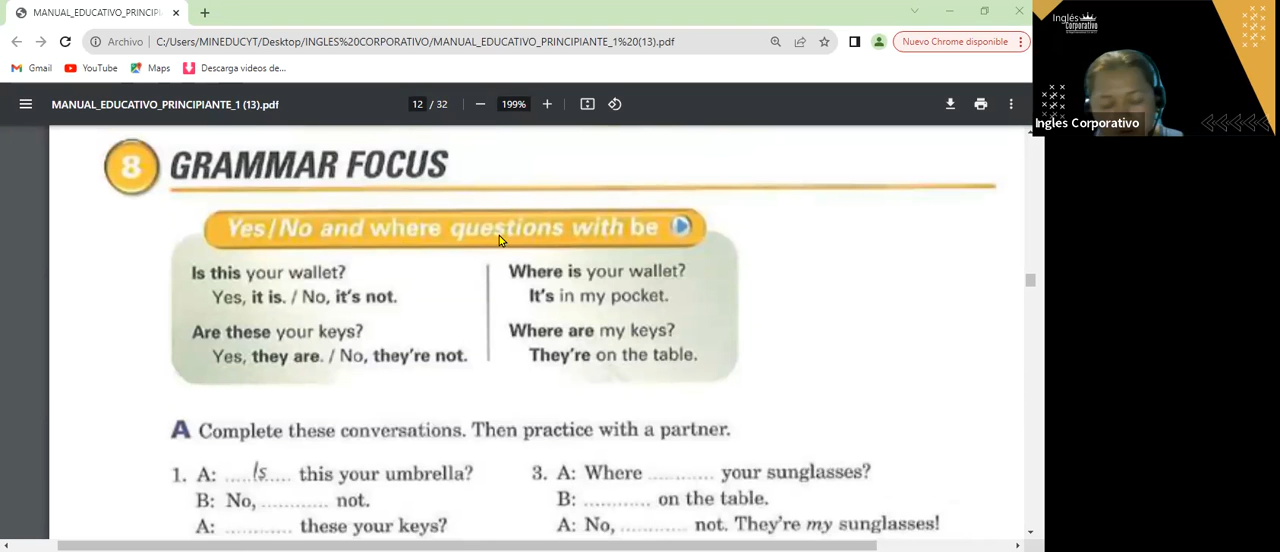 MANUAL_EDUCATIVO_PRINCIPI
Archivo
C:/Users/MINEDUCYT/Desktop/INGLES%20CORPORATIVO/MANUAL_EDUCATIVO_PRINCIPIANTE_1%20(13).pdf
Nuevo Chrome disponible
Gmail
YouTube
Maps
Descarga videos de...
MANUAL_EDUCATIVO_PRINCIPIANTE_1 (13).pdf
12 / 32
199%
Inglés
Corporativo
Ingles Corporativo
8 GRAMMAR FOCUS
Yes/No and where questions with be
Is this your wallet?
Yes, it is. / No, it's not.
Are these your keys?
Yes, they are. / No, they're not.
Where is your wallet?
It's in my pocket.
Where are my keys?
They're on the table.
A Complete these conversations. Then practice with a partner.
1. A: .....Is..... this your umbrella?
B: No, ............. not.
A: ............. these your keys?
3. A: Where ............. your sunglasses?
B: ............. on the table.
A: No, ............. not. They're my sunglasses!